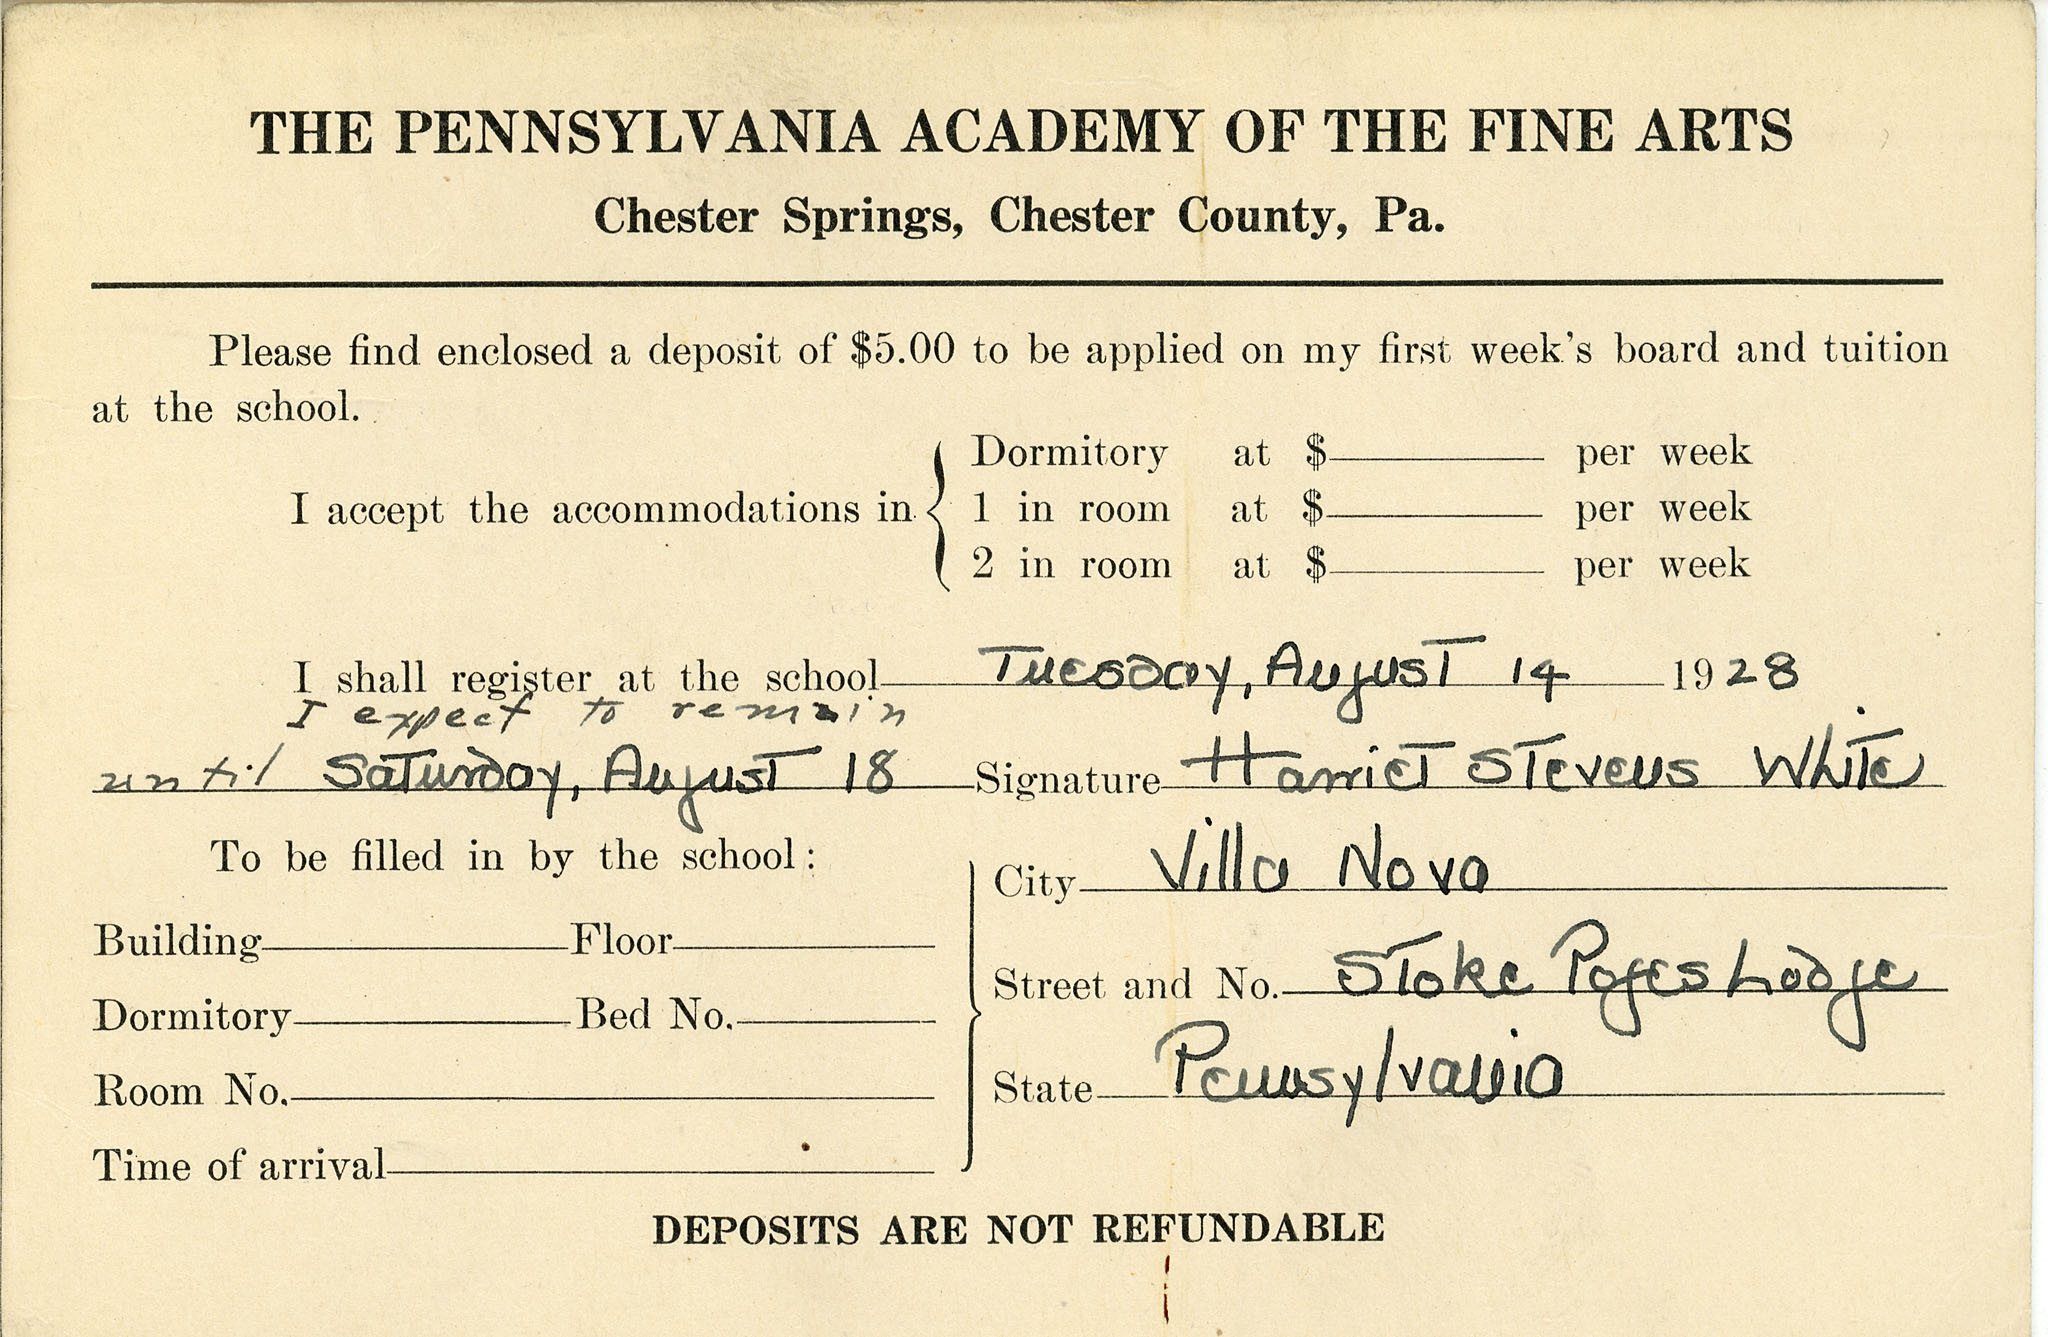 THE PENNSYLVANIA ACADEMY OF THE FINE ARTS
Chester Springs, Chester County, Pa.
Please find enclosed a deposit of $5.00 to be applied on my first week's board and tuition
at the school.
I accept the accommodations in
Dormitory at $ per week
1 in room at $ per week
2 in room at $ per week
I shall register at the school Tuesday, August 14 1928
I expect to remain
until Saturday, August 18 Signature Harriet Stevens White
To be filled in by the school:
City Villa Nova
Building Floor
Street and No. Stoke Poges Lodge
Dormitory Bed No.
State Pennsylvania
Room No.
Time of arrival
DEPOSITS ARE NOT REFUNDABLE